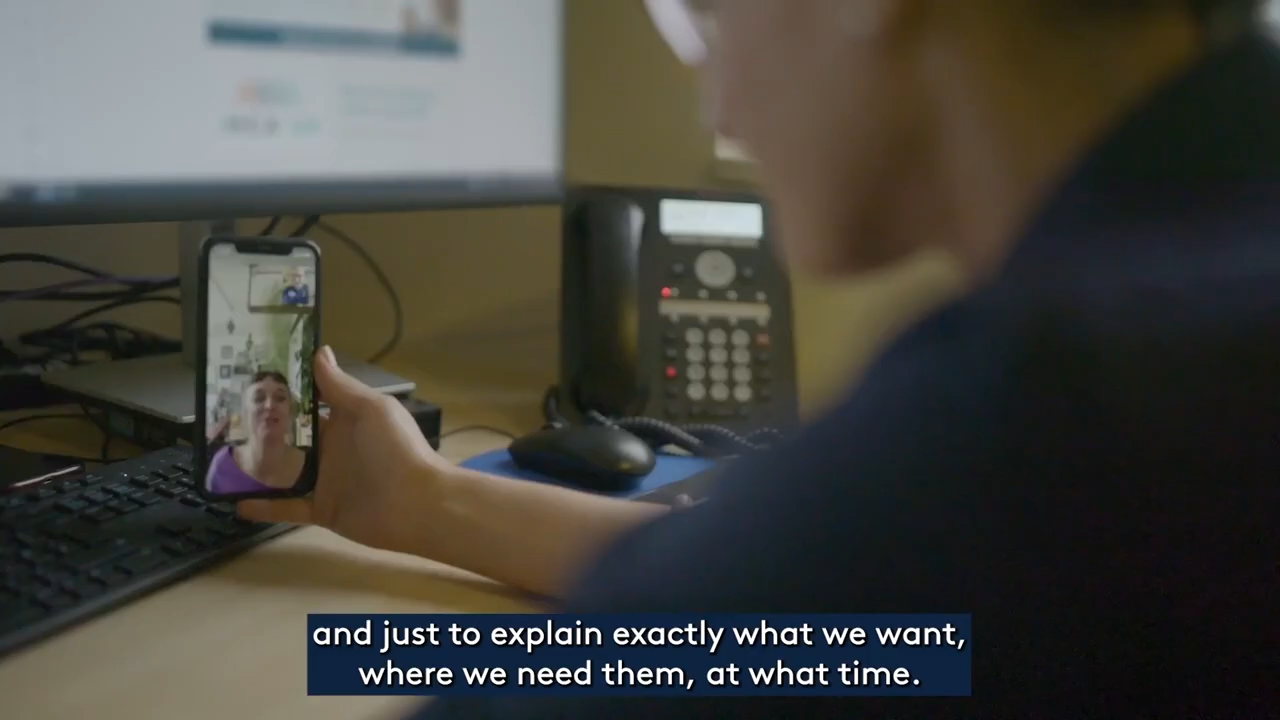 and just to explain exactly what we want,
where we need them, at what time.